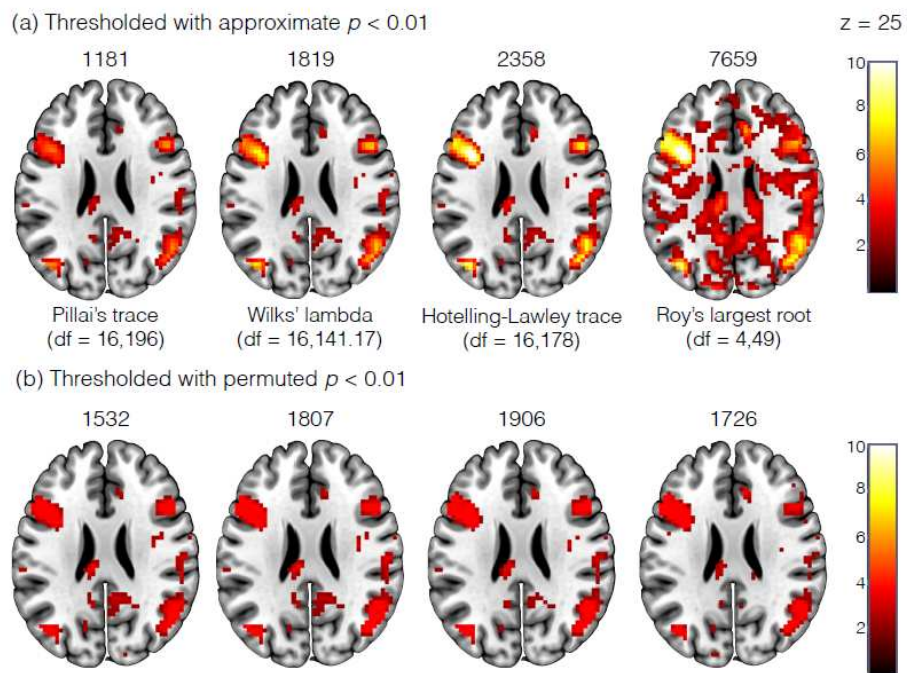 (a) Thresholded with approximate p < 0.01
z = 25
1181 1819 2358 7659
10
8
6
4
2
Pillai's trace Wilks' lambda Hotelling-Lawley trace Roy's largest root
(df = 16,196) (df = 16,141.17) (df = 16,178) (df = 4,49)
(b) Thresholded with permuted p < 0.01
1532 1807 1906 1726
10
8
6
4
2